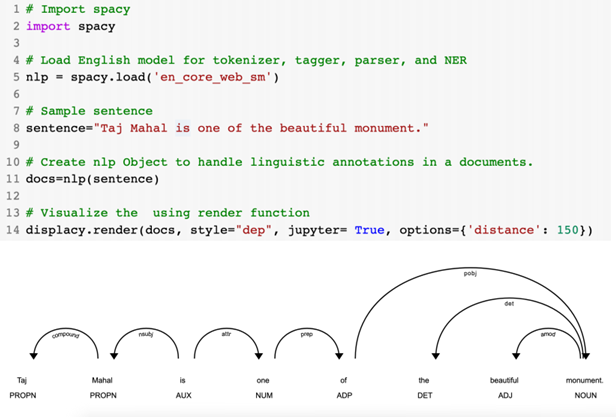 1 # Import spacy
2 import spacy
3
4 # Load English model for tokenizer, tagger, parser, and NER
5 nlp = spacy.load('en_core_web_sm')
6
7 # Sample sentence
8 sentence="Taj Mahal is one of the beautiful monument."
9
10 # Create nlp Object to handle linguistic annotations in a documents.
11 docs=nlp(sentence)
12
13 # Visualize the  using render function
14 displacy.render(docs, style="dep", jupyter= True, options={'distance': 150})
pobj
det
compound nsubj attr prep amod
Taj Mahal is one of the beautiful monument.
PROPN PROPN AUX NUM ADP DET ADJ NOUN